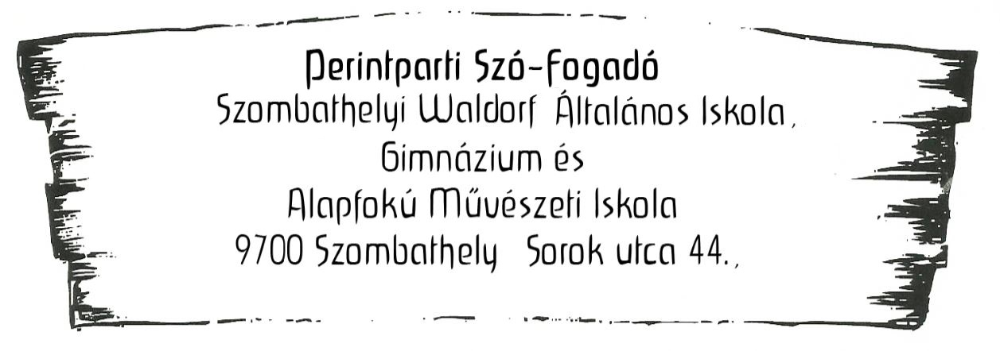 Perintparti Szó-fogadó
Szombathelyi Waldorf Általános Iskola,
Gimnázium és
Alapfokú Művészeti Iskola
9700 Szombathely Sorok utca 44.,